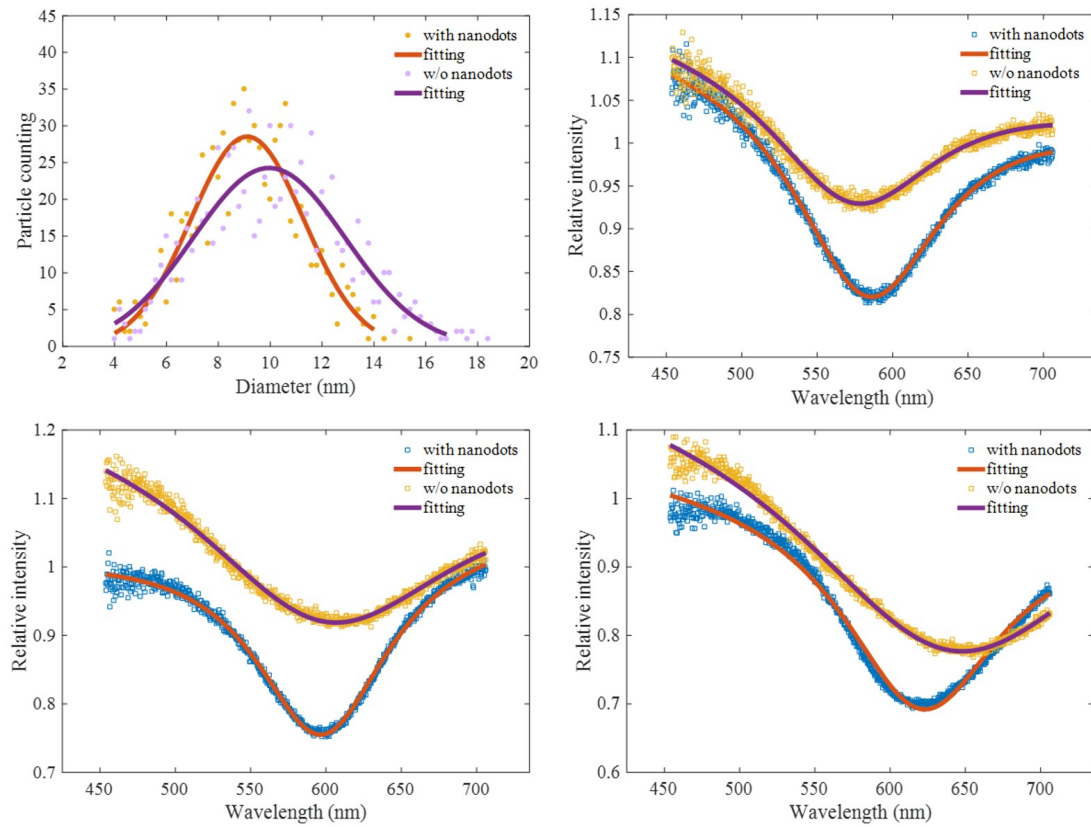 45
40
35
30
25
20
15
10
5
0
Particle counting
with nanodots
fitting
w/o nanodots
fitting
2 4 6 8 10 12 14 16 18 20
Diameter (nm)
1.15
1.1
1.05
1
0.95
0.9
0.85
0.8
0.75
Relative intensity
with nanodots
fitting
w/o nanodots
fitting
450 500 550 600 650 700
Wavelength (nm)
1.2
1.1
1
0.9
0.8
0.7
Relative intensity
with nanodots
fitting
w/o nanodots
fitting
450 500 550 600 650 700
Wavelength (nm)
1.1
1
0.9
0.8
0.7
0.6
Relative intensity
with nanodots
fitting
w/o nanodots
fitting
450 500 550 600 650 700
Wavelength (nm)